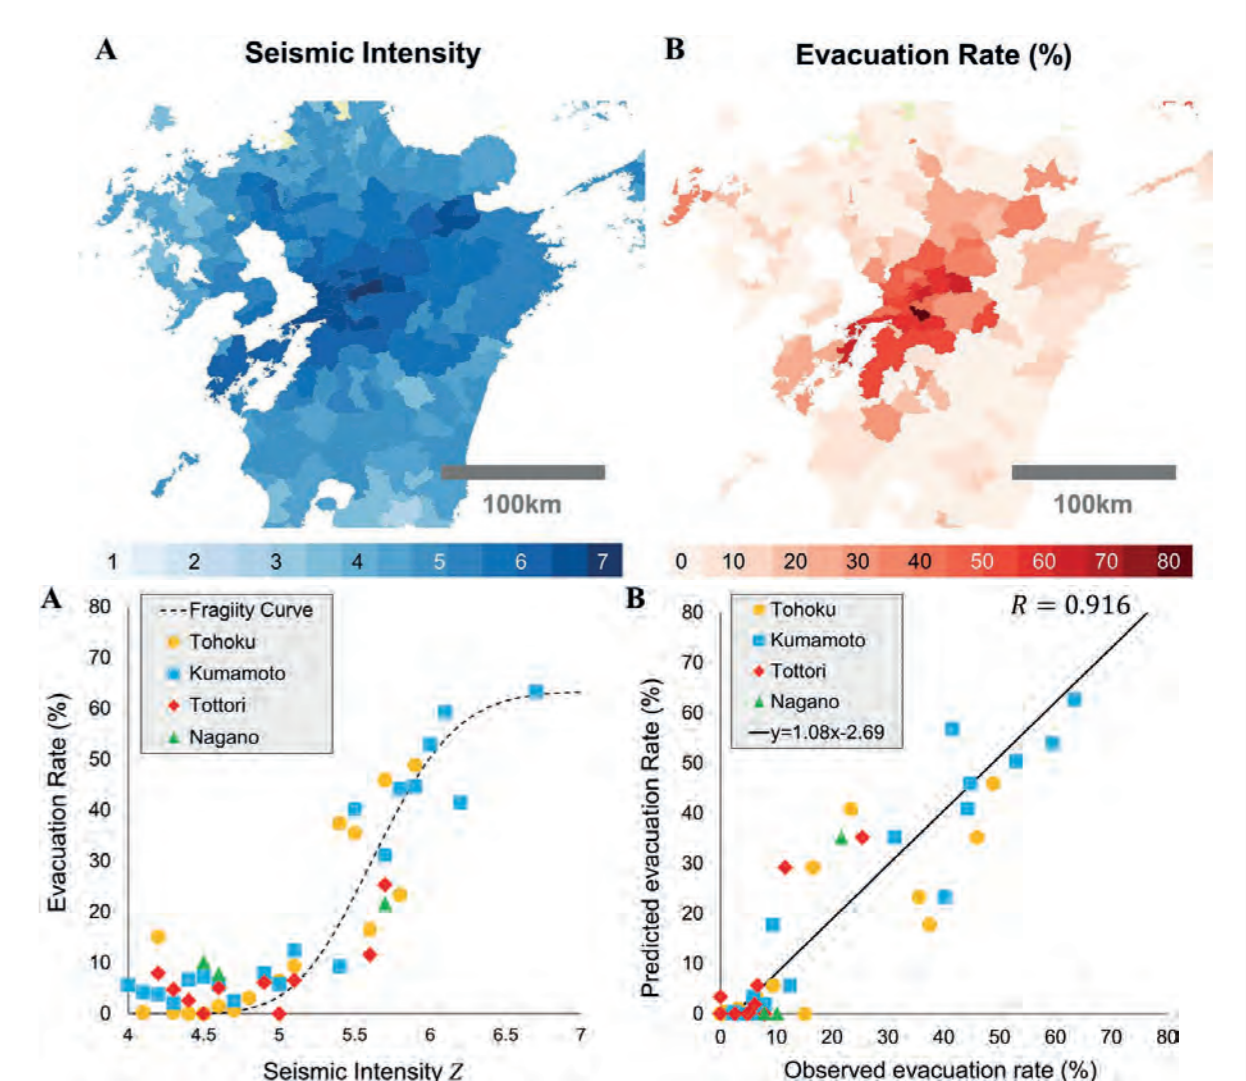 A
Seismic Intensity
B
Evacuation Rate (%)
100km
100km
1 2 3 4 5 6 7
0 10 20 30 40 50 60 70 80
A
80
70
60
50
40
30
20
10
0
Evacuation Rate (%)
Fragiity Curve
Tohoku
Kumamoto
Tottori
Nagano
4 4.5 5 5.5 6 6.5 7
Seismic Intensity Z
B
80
70
60
50
40
30
20
10
0
Predicted evacuation Rate (%)
Tohoku
Kumamoto
Tottori
Nagano
y=1.08x-2.69
R = 0.916
0 10 20 30 40 50 60 70 80
Observed evacuation rate (%)